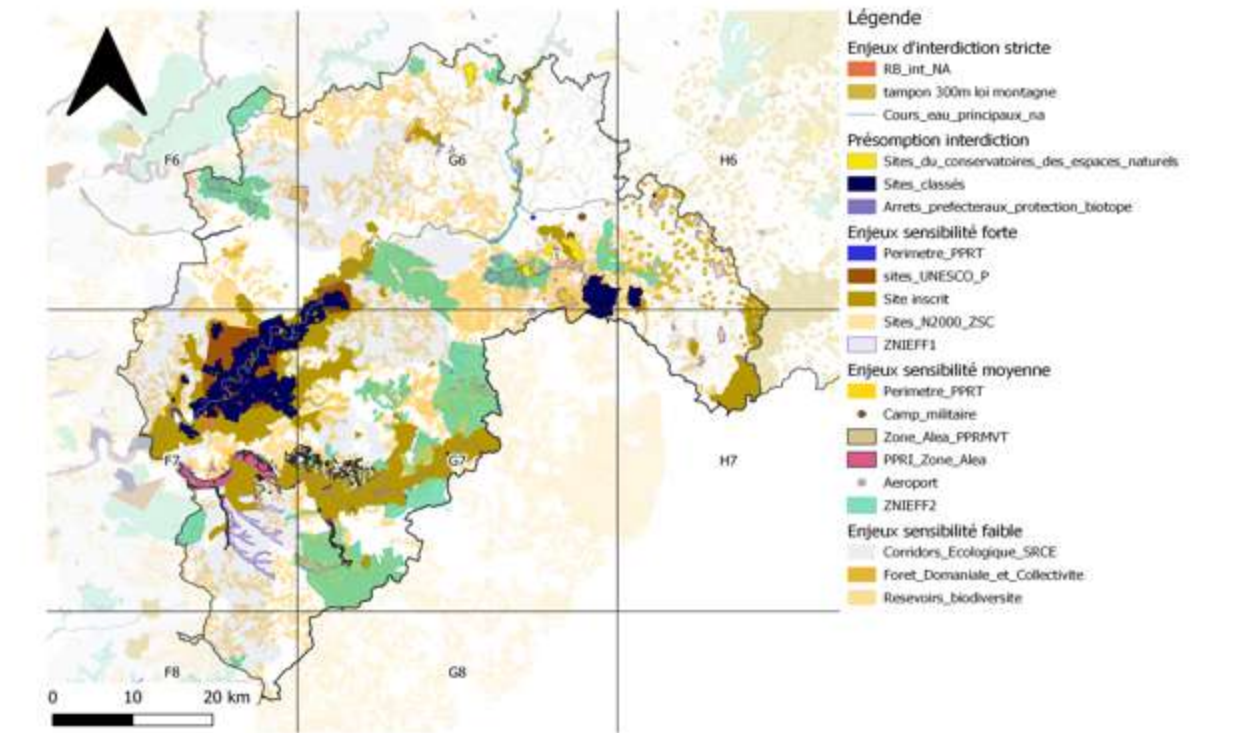 Légende
Enjeux d'interdiction stricte
RB_int_NA
tampon 300m loi montagne
Cours_eau_principaux_na
Présomption interdiction
Sites_du_conservatoires_des_espaces_naturels
Sites_classés
Arrets_prefecteraux_protection_biotope
Enjeux sensibilité forte
Perimetre_PPRT
sites_UNESCO_P
Site inscrit
Sites_N2000_ZSC
ZNIEFF1
Enjeux sensibilité moyenne
Perimetre_PPRT
Camp_militaire
Zone_Alea_PPRMVT
PPRI_Zone_Alea
Aeroport
ZNIEFF2
Enjeux sensibilité faible
Corridors_Ecologique_SRCE
Foret_Domaniale_et_Collectivite
Resevoirs_biodiversite
F6
G6
H6
F7
G7
H7
F8
G8
0 10 20 km